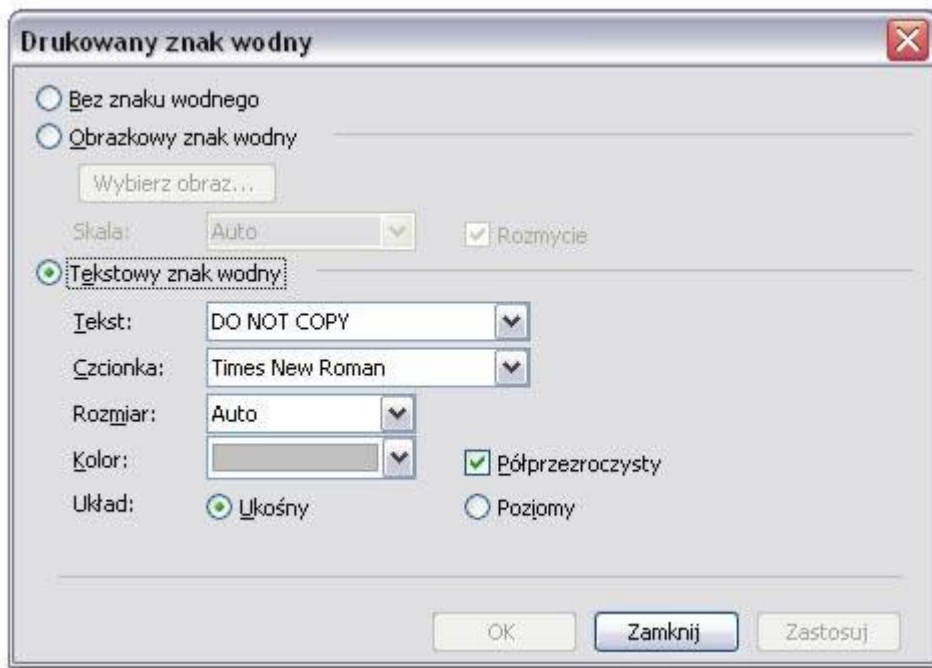 Drukowany znak wodny
Bez znaku wodnego
Obrazkowy znak wodny
Wybierz obraz...
Skala: Auto Rozmycie
Tekstowy znak wodny
Tekst: DO NOT COPY
Czcionka: Times New Roman
Rozmiar: Auto
Kolor: Półprzezroczysty
Układ: Ukośny Poziomy
OK Zamknij Zastosuj